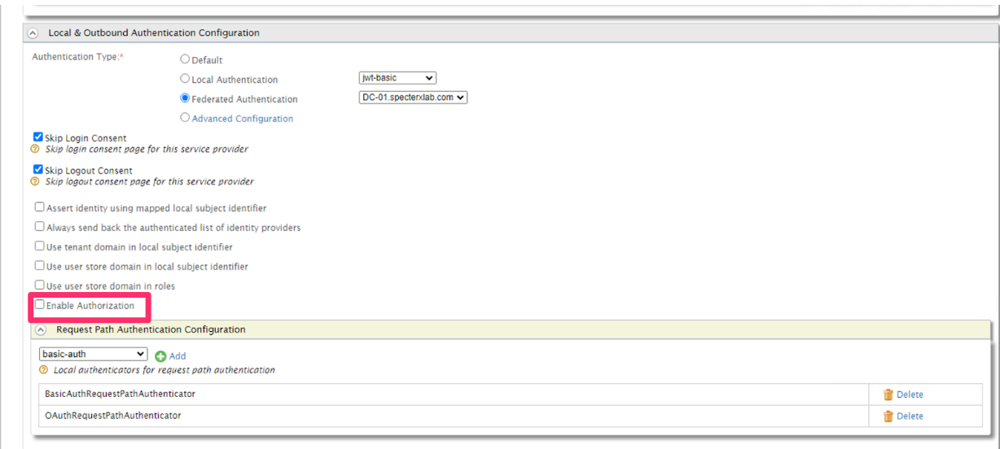 Local & Outbound Authentication Configuration
Authentication Type:*
Default
Local Authentication jwt-basic
Federated Authentication DC-01.specterxlab.com
Advanced Configuration
Skip Login Consent
Skip login consent page for this service provider
Skip Logout Consent
Skip logout consent page for this service provider
Assert identity using mapped local subject identifier
Always send back the authenticated list of identity providers
Use tenant domain in local subject identifier
Use user store domain in local subject identifier
Use user store domain in roles
Enable Authorization
Request Path Authentication Configuration
basic-auth Add
Local authenticators for request path authentication
BasicAuthRequestPathAuthenticator Delete
OAuthRequestPathAuthenticator Delete